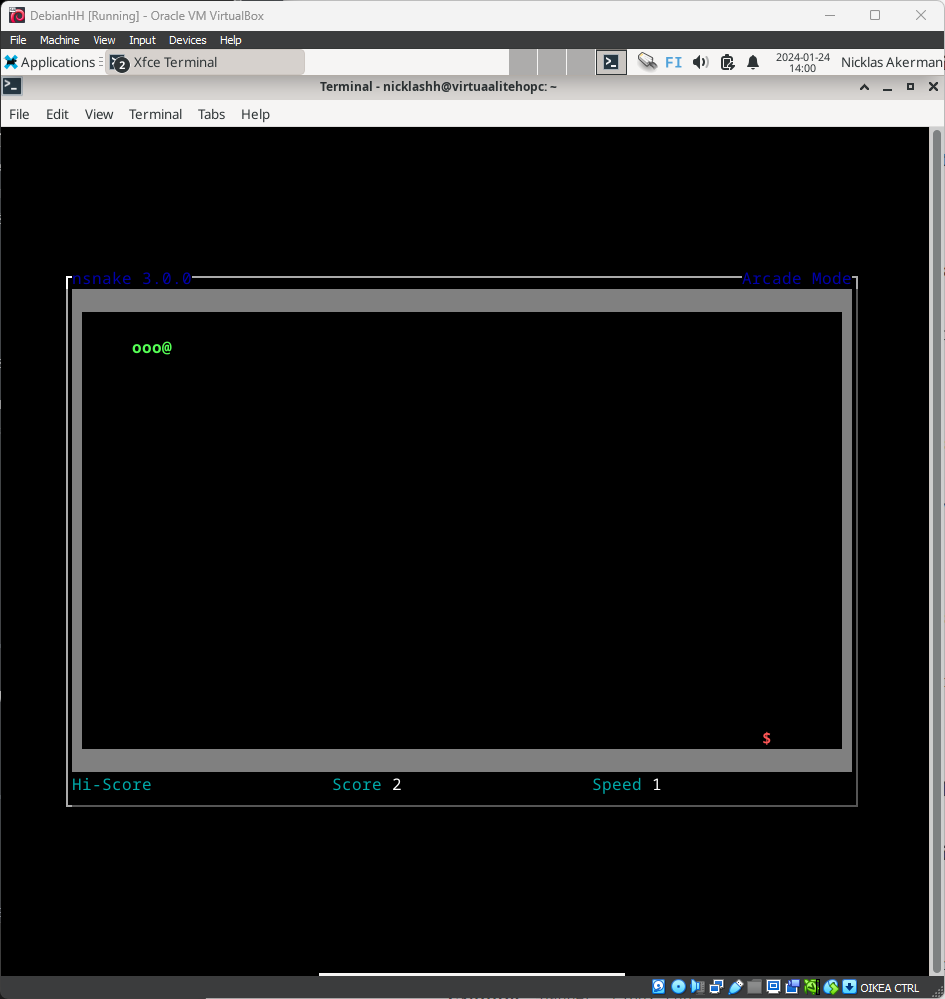 DebianHH [Running] - Oracle VM VirtualBox
File Machine View Input Devices Help
Applications 2 Xfce Terminal FI 2024-01-24 14:00 Nicklas Akerman
Terminal - nicklashh@virtuaalitehopc: ~
File Edit View Terminal Tabs Help
nsnake 3.0.0 Arcade Mode
ooo@
$
Hi-Score Score 2 Speed 1
OIKEA CTRL